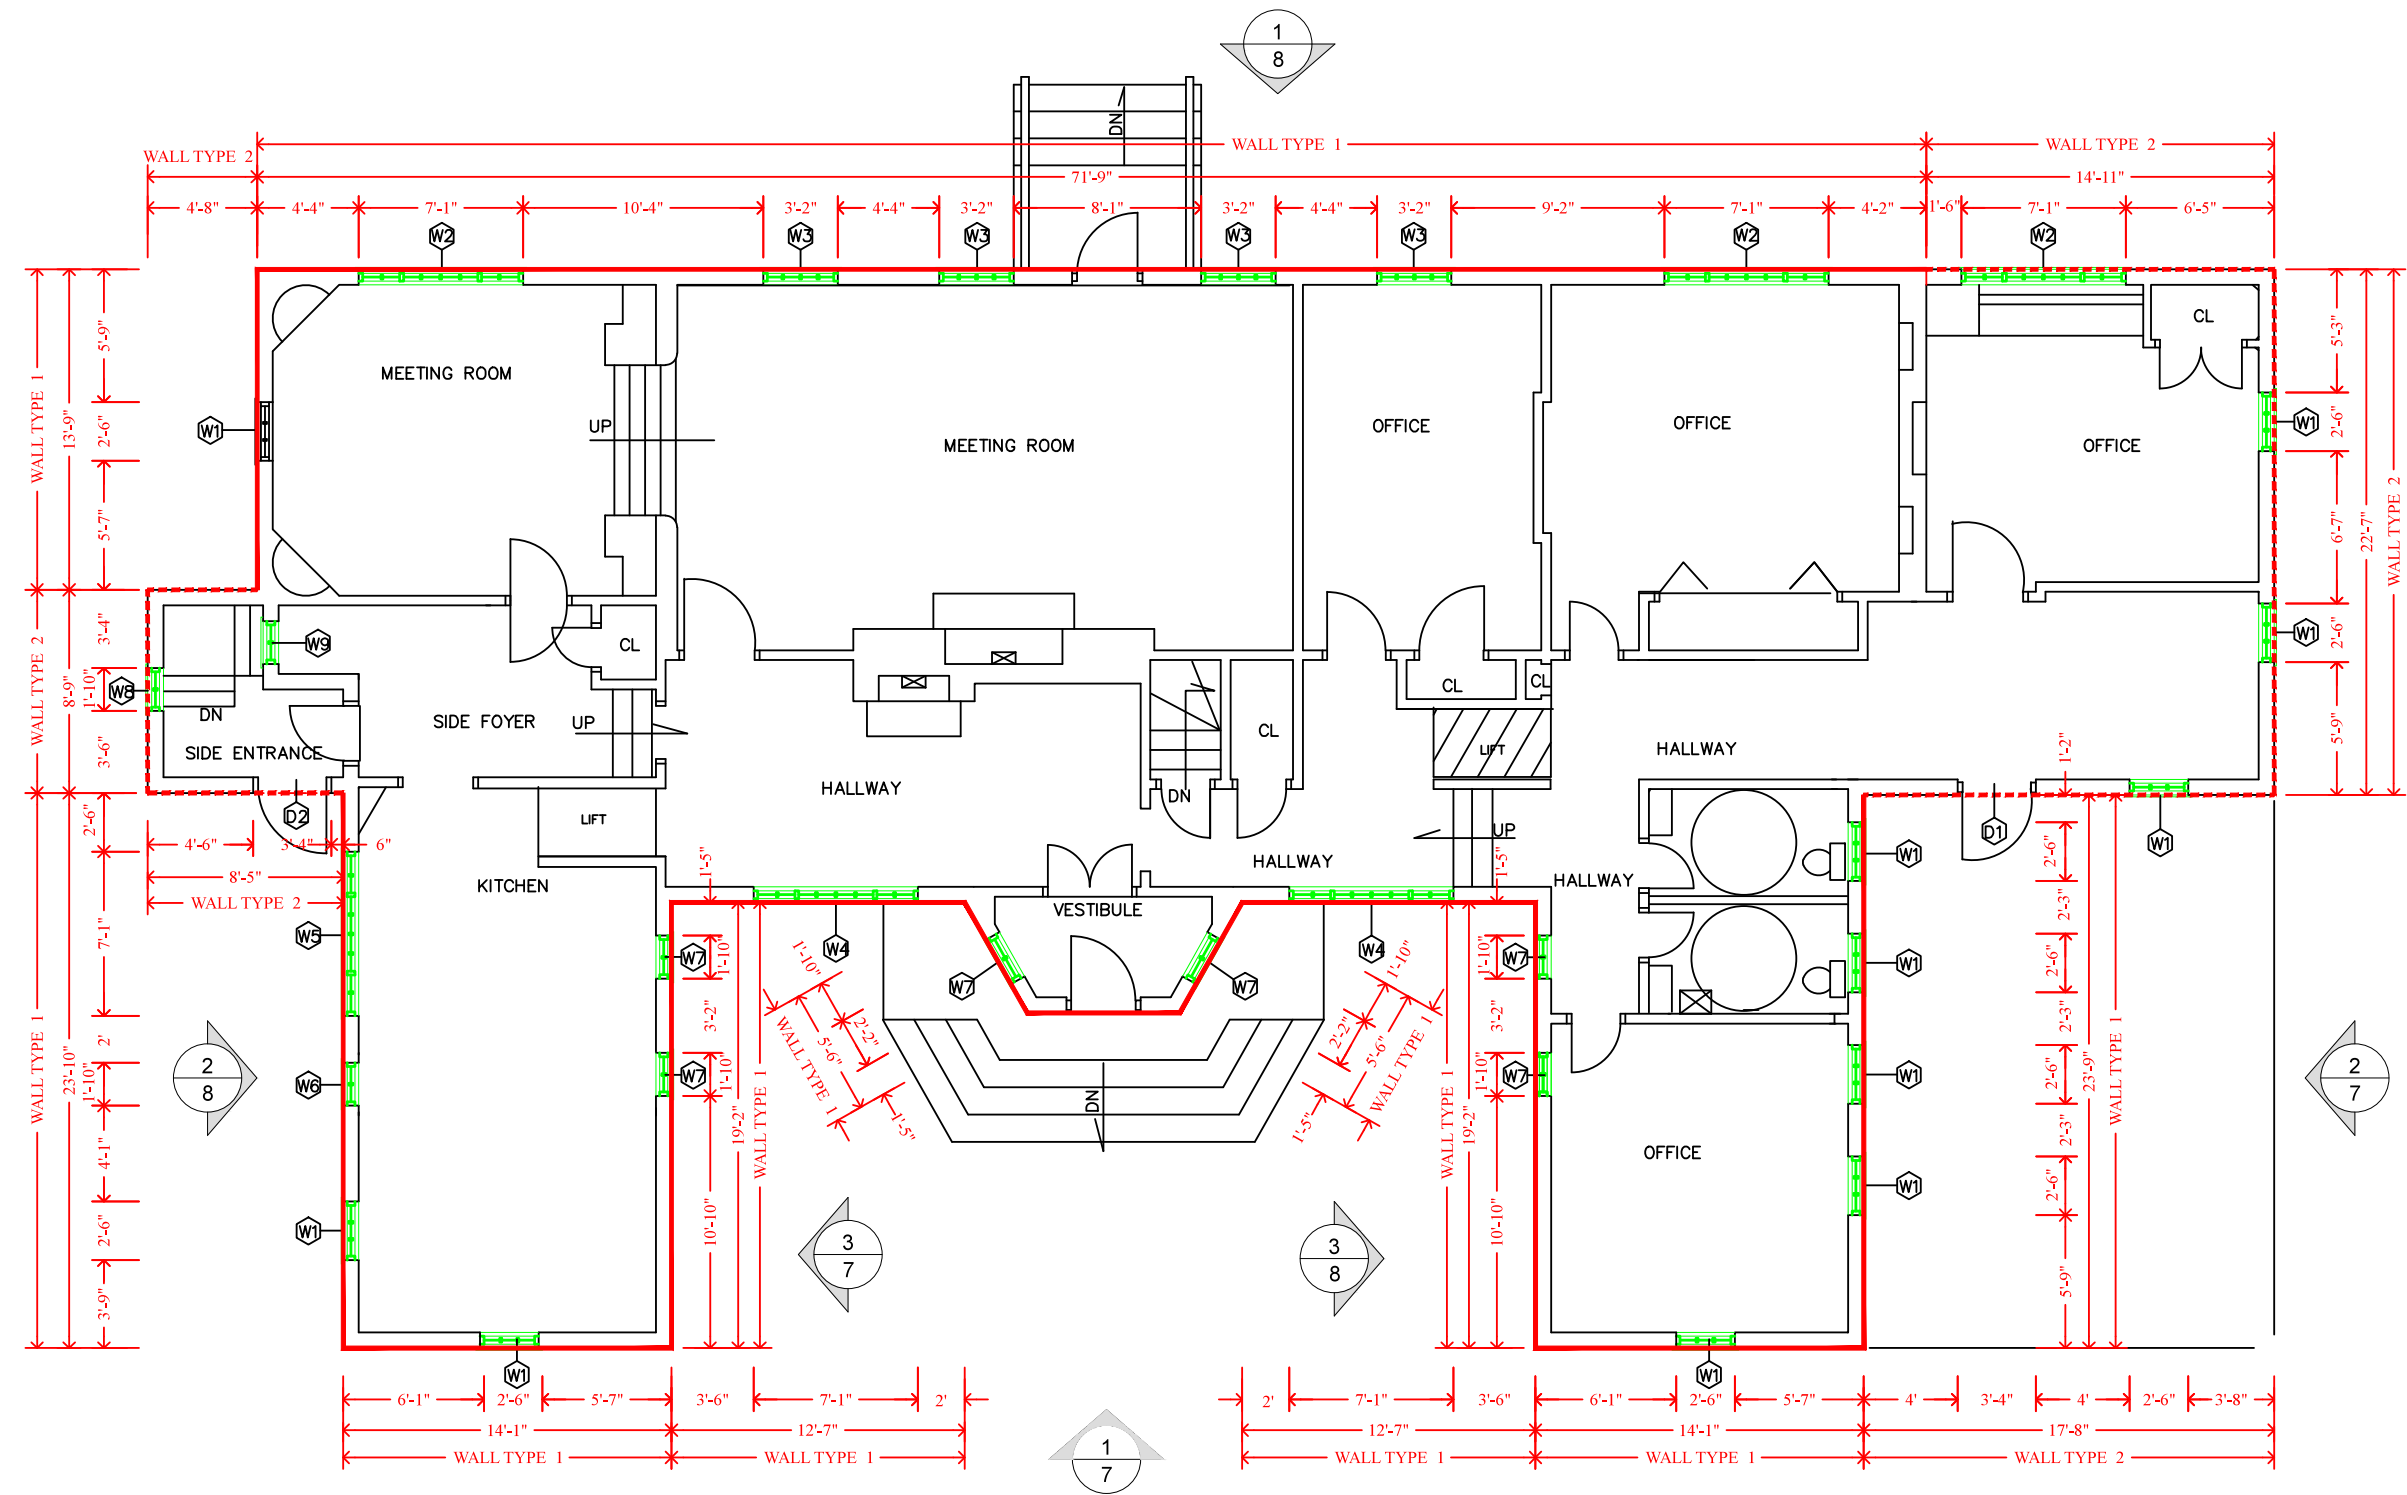 1
8
DN
WALL TYPE 2
WALL TYPE 1
WALL TYPE 2
71'-9"
14'-11"
4'-8"
4'-4"
7'-1"
10'-4"
3'-2"
4'-4"
3'-2"
8'-1"
3'-2"
4'-4"
3'-2"
9'-2"
7'-1"
4'-2"
1'-6"
7'-1"
6'-5"
W2
W3
W3
W3
W3
W2
W2
WALL TYPE 1
13'-9"
5'-9"
2'-6"
5'-7"
W1
MEETING ROOM
UP
MEETING ROOM
OFFICE
OFFICE
OFFICE
CL
W1
W1
5'-3"
2'-6"
6'-7"
2'-6"
5'-9"
22'-7"
WALL TYPE 2
WALL TYPE 2
8'-9"
3'-4"
1'-10"
3'-6"
W8
W9
CL
DN
SIDE ENTRANCE
SIDE FOYER
UP
HALLWAY
CL
DN
CL
CL
LIFT
HALLWAY
1'-2"
D2
LIFT
D1
W1
4'-6"
3'-4"
6"
8'-5"
WALL TYPE 2
KITCHEN
1'-5"
HALLWAY
UP
1'-5"
HALLWAY
VESTIBULE
WALL TYPE 1
23'-10"
2'-6"
7'-1"
2'
1'-10"
4'-1"
2'-6"
3'-9"
W5
W6
W1
W7
W7
1'-10"
3'-2"
1'-10"
10'-10"
19'-2"
WALL TYPE 1
W4
W7
W7
W4
1'-10"
2'-2"
5'-6"
WALL TYPE 1
1'-5"
DN
1'-10"
2'-2"
5'-6"
WALL TYPE 1
1'-5"
WALL TYPE 1
19'-2"
1'-10"
3'-2"
1'-10"
10'-10"
W7
W7
OFFICE
W1
W1
W1
W1
2'-6"
2'-3"
2'-6"
2'-3"
2'-6"
2'-3"
2'-6"
5'-9"
23'-9"
WALL TYPE 1
2
8
2
7
3
7
3
8
W1
W1
6'-1"
2'-6"
5'-7"
3'-6"
7'-1"
2'
2'
7'-1"
3'-6"
6'-1"
2'-6"
5'-7"
4'
3'-4"
4'
2'-6"
3'-8"
14'-1"
12'-7"
12'-7"
14'-1"
17'-8"
WALL TYPE 1
WALL TYPE 1
WALL TYPE 1
WALL TYPE 1
WALL TYPE 2
1
7